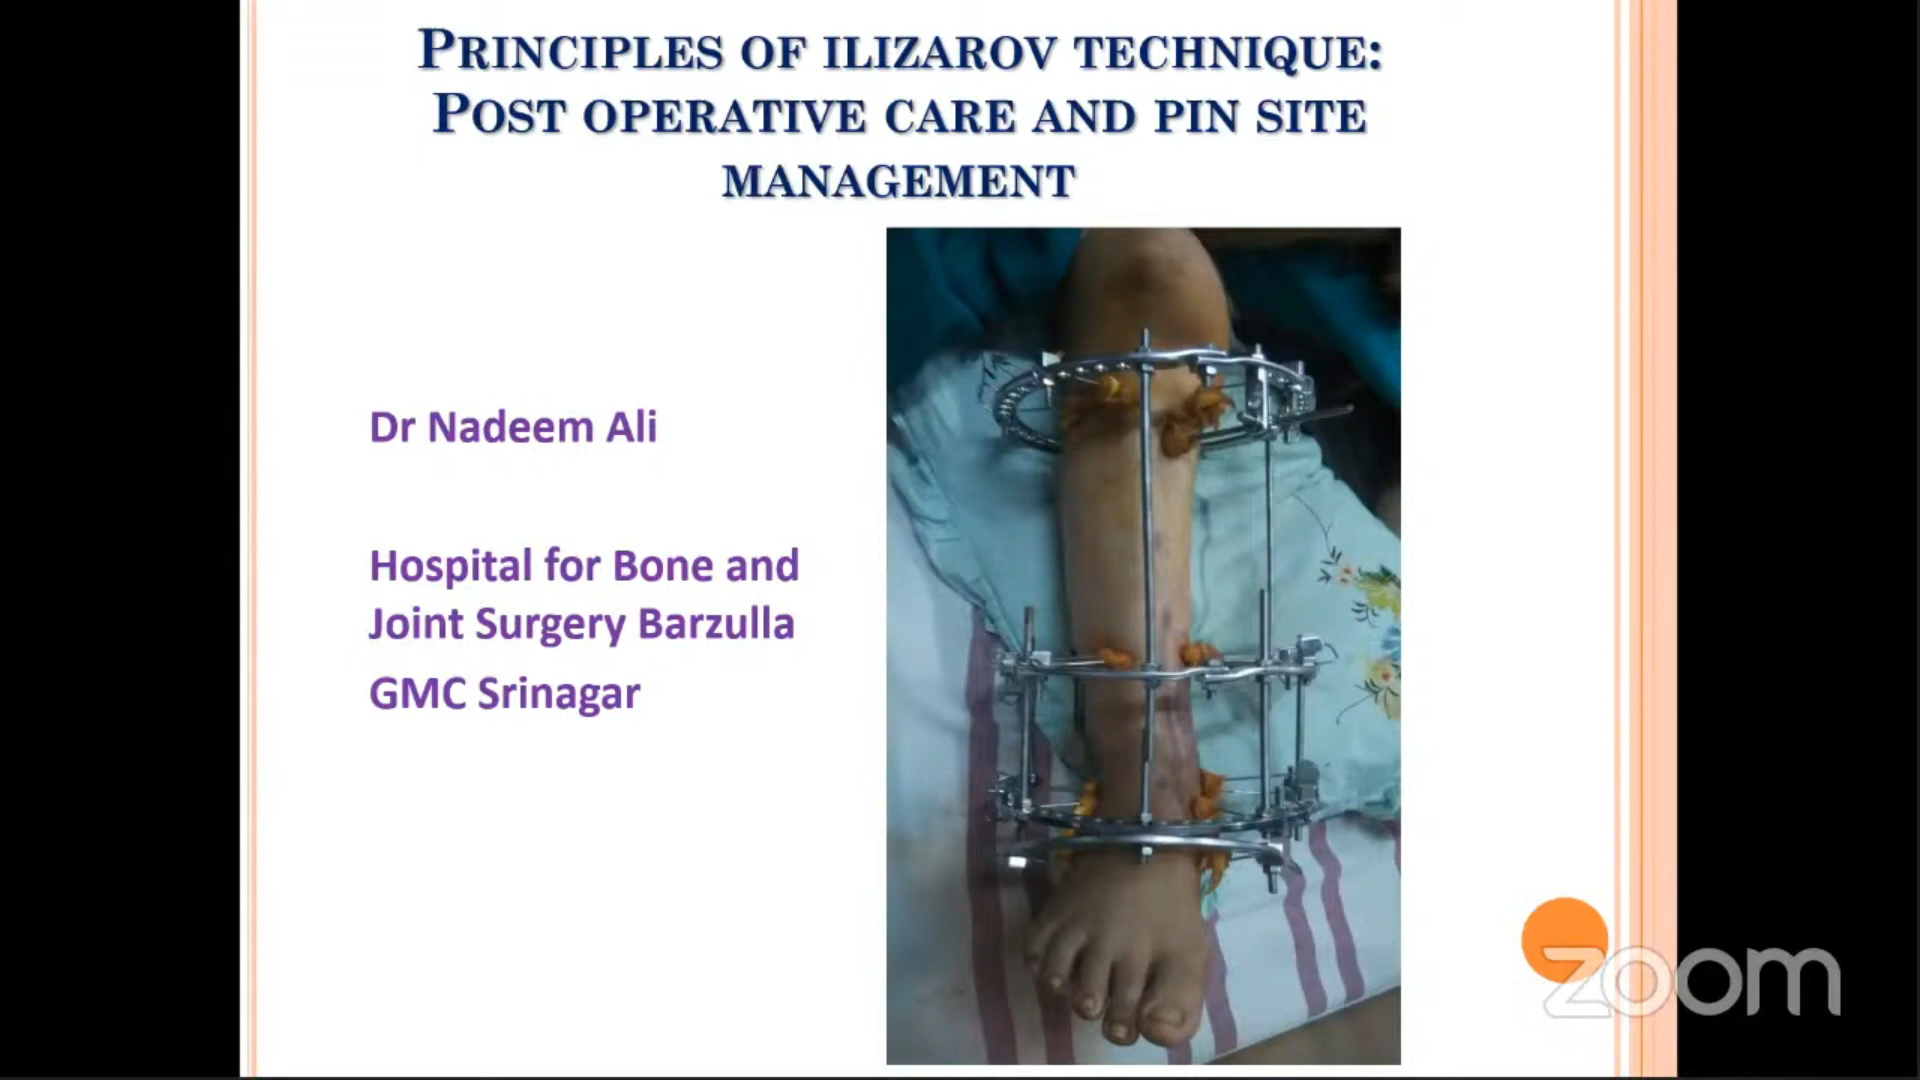 PRINCIPLES OF ILIZAROV TECHNIQUE:
POST OPERATIVE CARE AND PIN SITE
MANAGEMENT
Dr Nadeem Ali
Hospital for Bone and
Joint Surgery Barzulla
GMC Srinagar
zoom